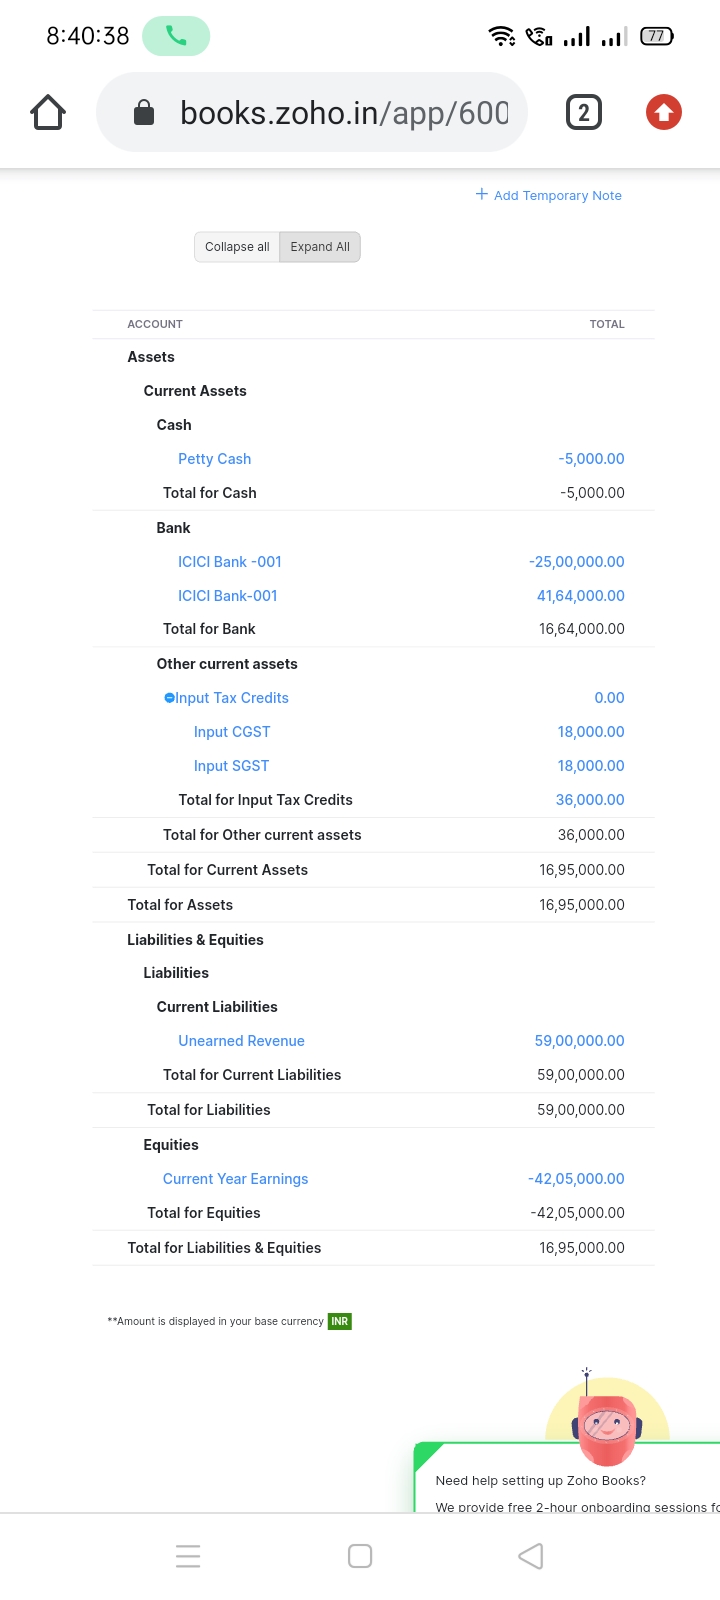 8:40:38
77
books.zoho.in/app/600
2
+ Add Temporary Note
Collapse all Expand All
ACCOUNT TOTAL
Assets
Current Assets
Cash
Petty Cash -5,000.00
Total for Cash -5,000.00
Bank
ICICI Bank -001 -25,00,000.00
ICICI Bank-001 41,64,000.00
Total for Bank 16,64,000.00
Other current assets
Input Tax Credits 0.00
Input CGST 18,000.00
Input SGST 18,000.00
Total for Input Tax Credits 36,000.00
Total for Other current assets 36,000.00
Total for Current Assets 16,95,000.00
Total for Assets 16,95,000.00
Liabilities & Equities
Liabilities
Current Liabilities
Unearned Revenue 59,00,000.00
Total for Current Liabilities 59,00,000.00
Total for Liabilities 59,00,000.00
Equities
Current Year Earnings -42,05,000.00
Total for Equities -42,05,000.00
Total for Liabilities & Equities 16,95,000.00
**Amount is displayed in your base currency INR
Need help setting up Zoho Books?
We provide free 2-hour onboarding sessions fo